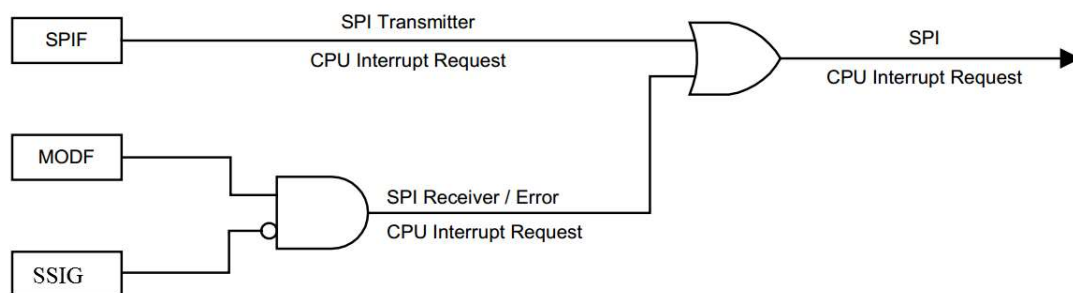 SPIF
SPI Transmitter
CPU Interrupt Request
SPI
CPU Interrupt Request
MODF
SPI Receiver / Error
CPU Interrupt Request
SSIG